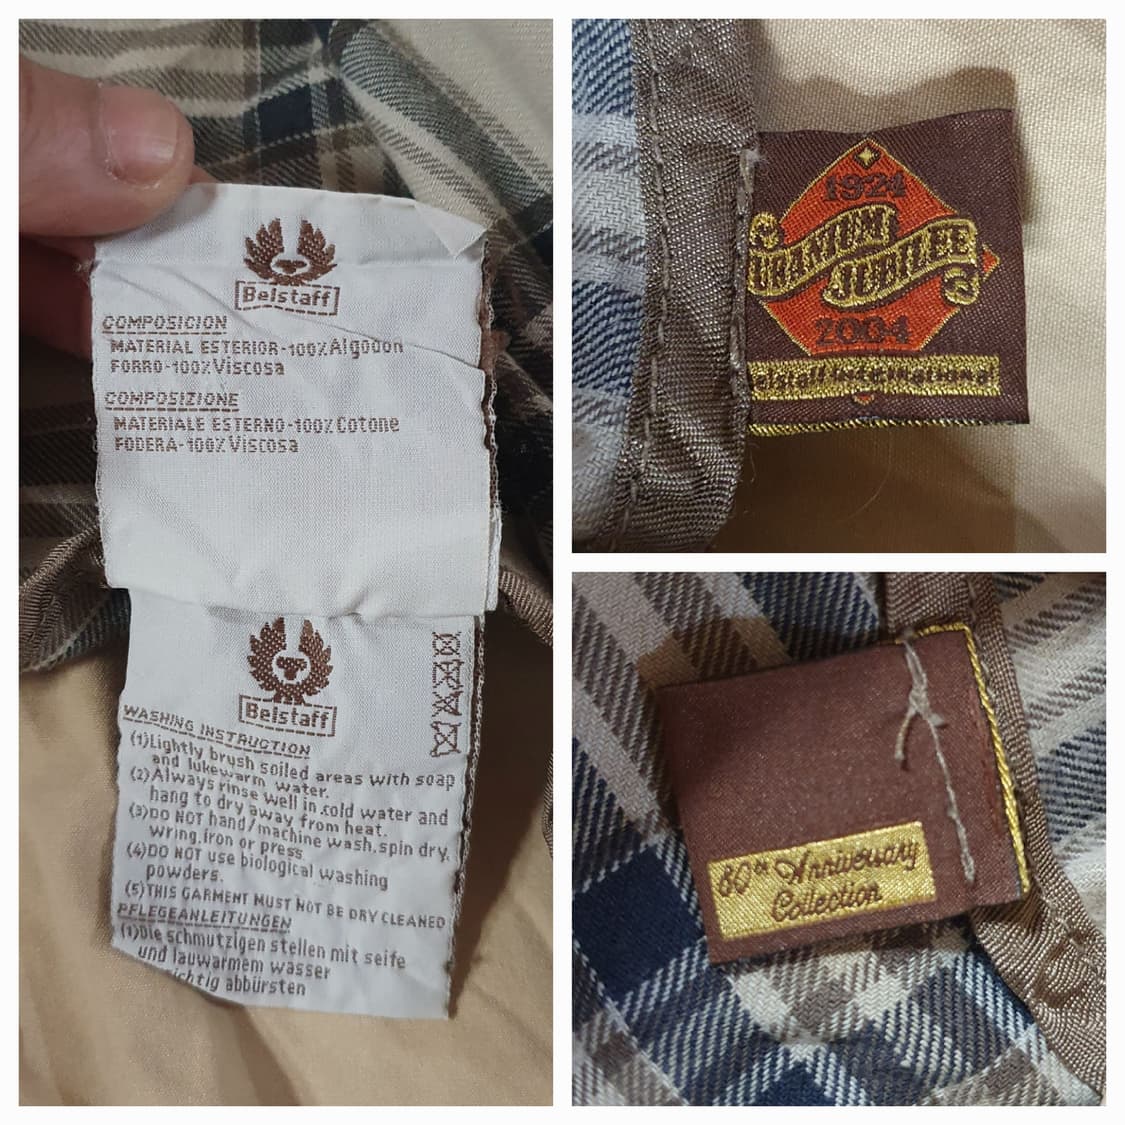 Belstaff
COMPOSICION
MATERIAL ESTERIOR-100%Algodon
FORRO-100%Viscosa
COMPOSIZIONE
MATERIALE ESTERNO-100%Cotone
FODERA-100%Viscosa
Belstaff
WASHING INSTRUCTION
(1)Lightly brush soiled areas with soap
and lukewarm water.
(2)Always rinse well in cold water and
hang to dry away from heat.
(3)DO NOT hand/machine wash.spin dry,
wring,iron or press
(4)DO NOT use biological washing
powders.
(5)THIS GARMENT MUST NOT BE DRY CLEANED
PFLEGEANLEITUNGEN
(1)Die schmutzigen stellen mit seife
und lauwarmem wasser
abbürsten
1924
URANIUM
JUBILEE
2004
elstaff International
80th Anniversary
Collection